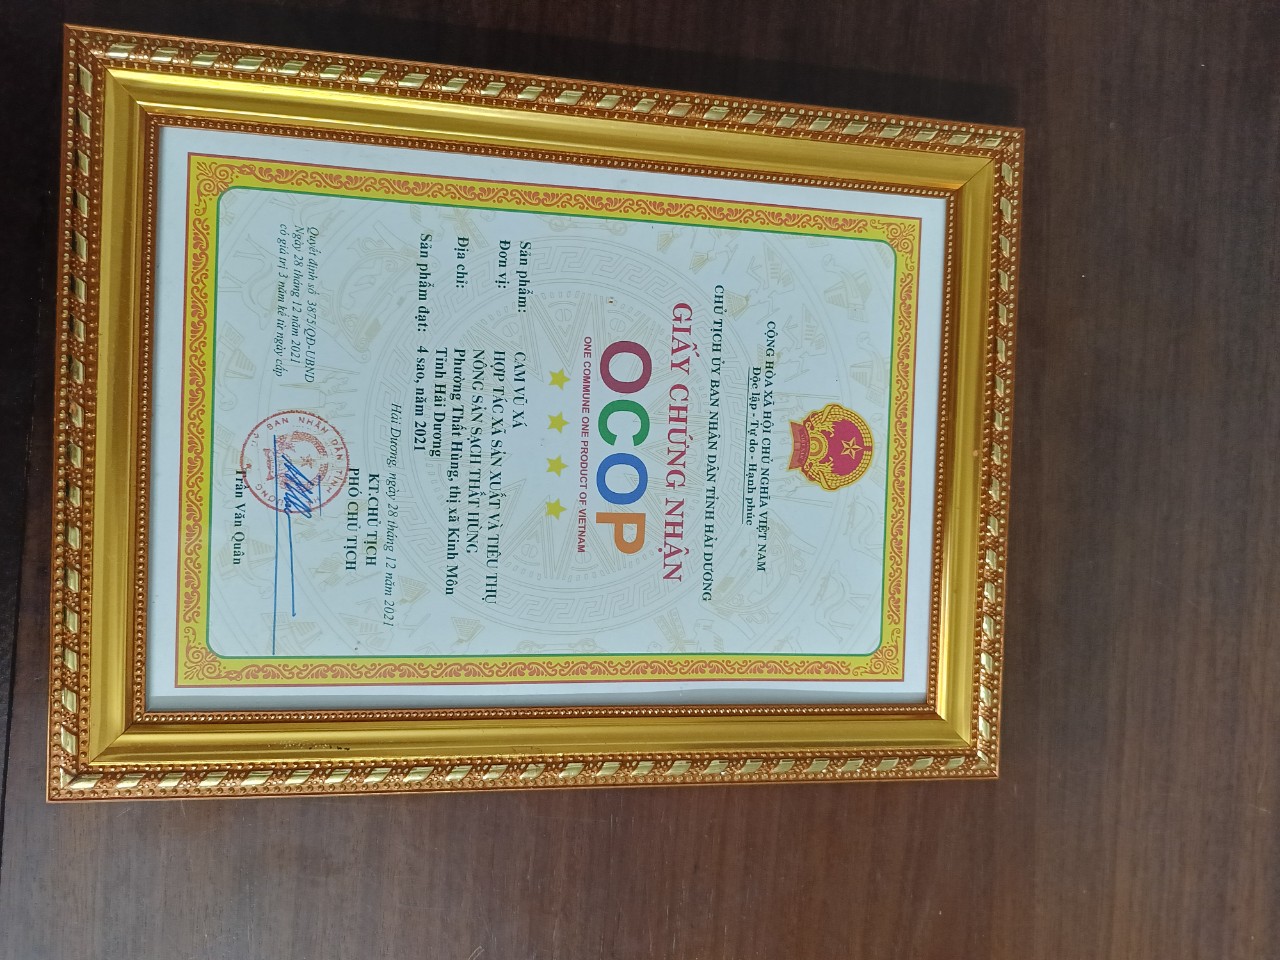 CỘNG HÒA XÃ HỘI CHỦ NGHĨA VIỆT NAM
Độc lập - Tự do - Hạnh phúc
CHỦ TỊCH ỦY BAN NHÂN DÂN TỈNH HẢI DƯƠNG
GIẤY CHỨNG NHẬN
OCOP
ONE COMMUNE ONE PRODUCT OF VIETNAM
Sản phẩm: CAM VŨ XÁ
Đơn vị: HỢP TÁC XÃ SẢN XUẤT VÀ TIÊU THỤ
NÔNG SẢN SẠCH THẤT HÙNG
Địa chỉ: Phường Thất Hùng, thị xã Kinh Môn
Tỉnh Hải Dương
Sản phẩm đạt: 4 sao, năm 2021
Hải Dương, ngày 28 tháng 12 năm 2021
KT.CHỦ TỊCH
PHÓ CHỦ TỊCH
Quyết định số 3875/QĐ-UBND
Ngày 28 tháng 12 năm 2021
có giá trị 3 năm kể từ ngày cấp
BAN NHÂN DÂN TỈNH
Trần Văn Quân